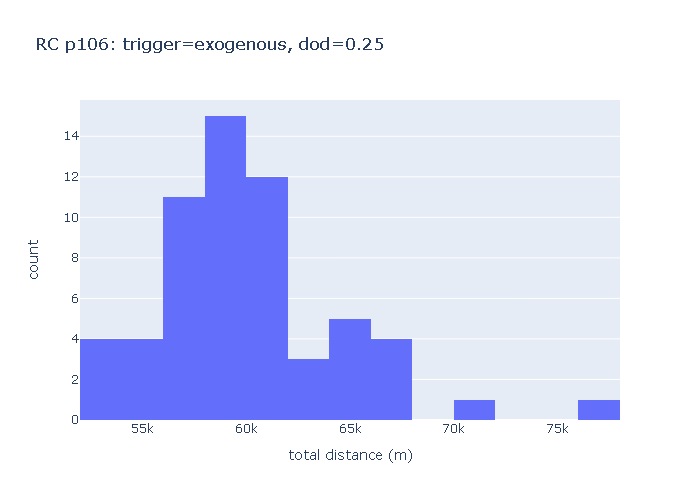 RC p106: trigger=exogenous, dod=0.25
14
12
10
8
6
4
2
0
count
55k 60k 65k 70k 75k
total distance (m)